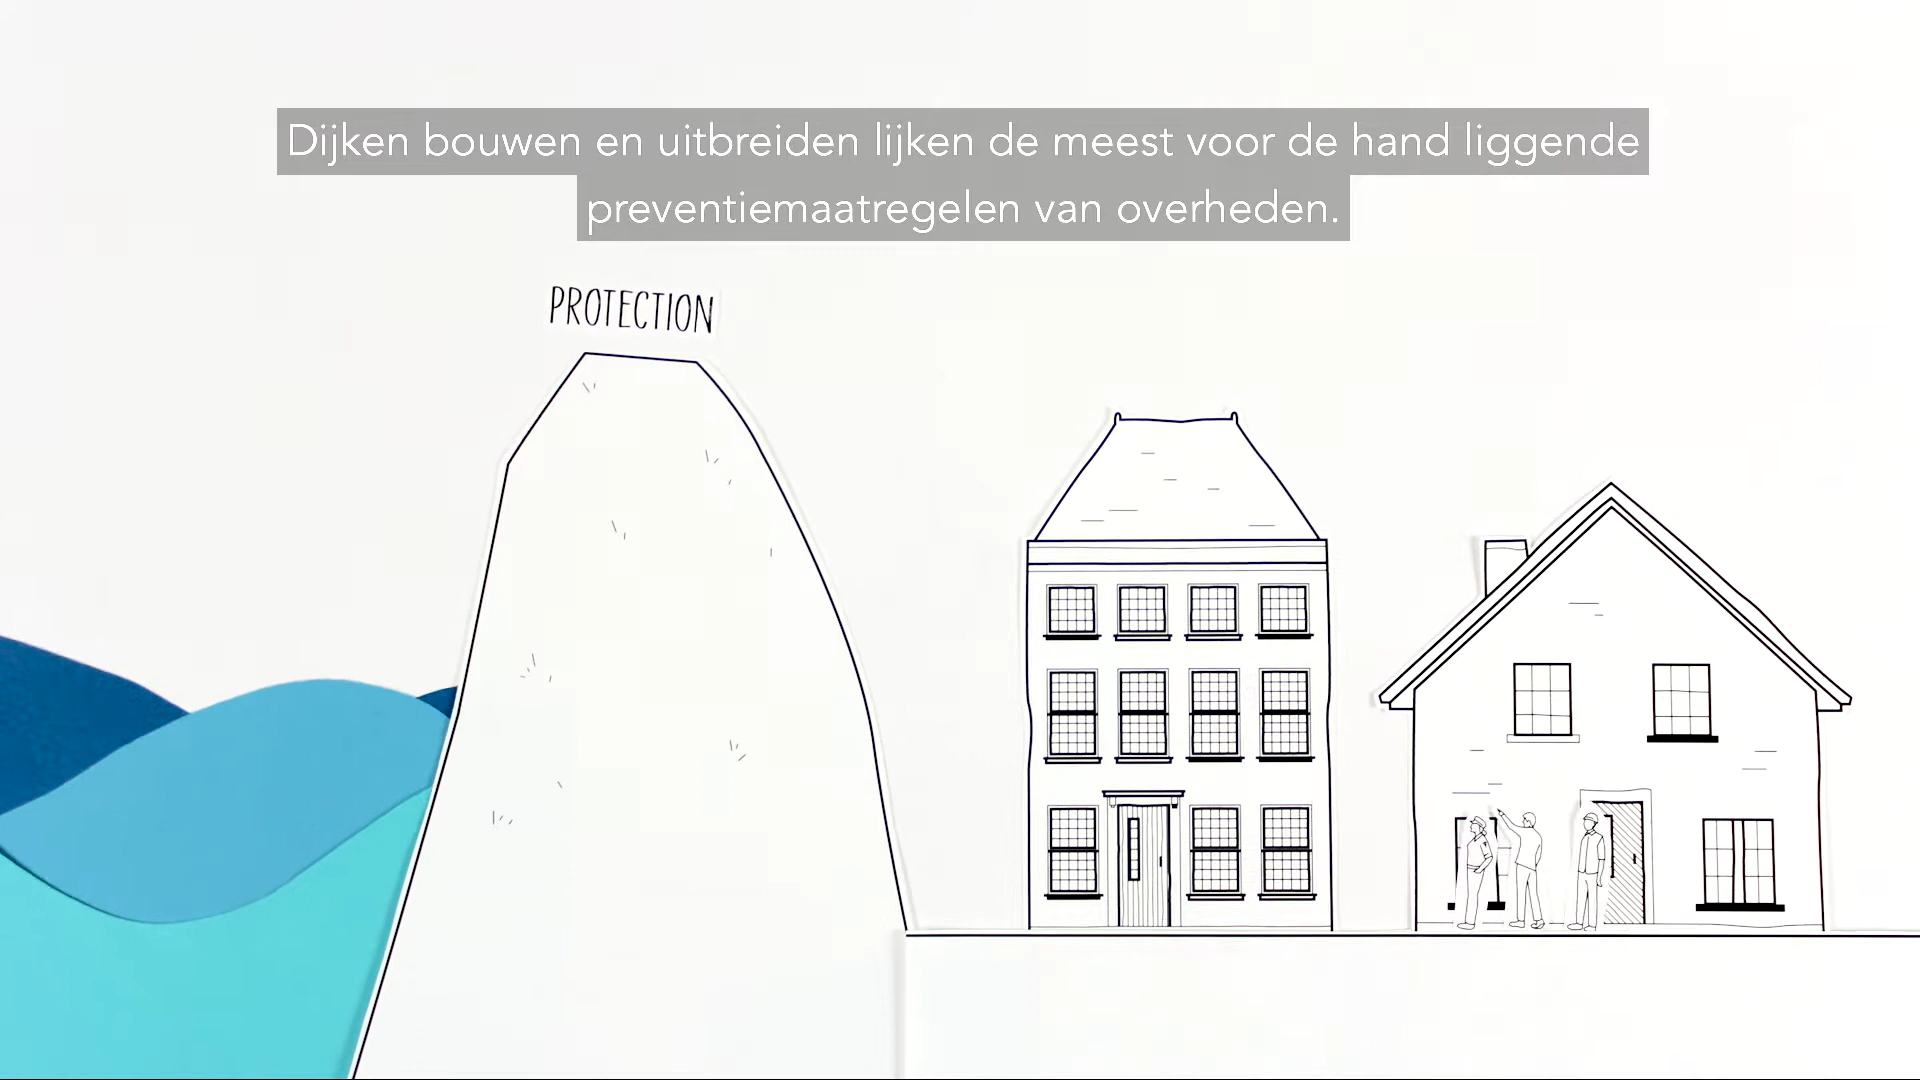 Dijken bouwen en uitbreiden lijken de meest voor de hand liggende
preventiemaatregelen van overheden.
PROTECTION